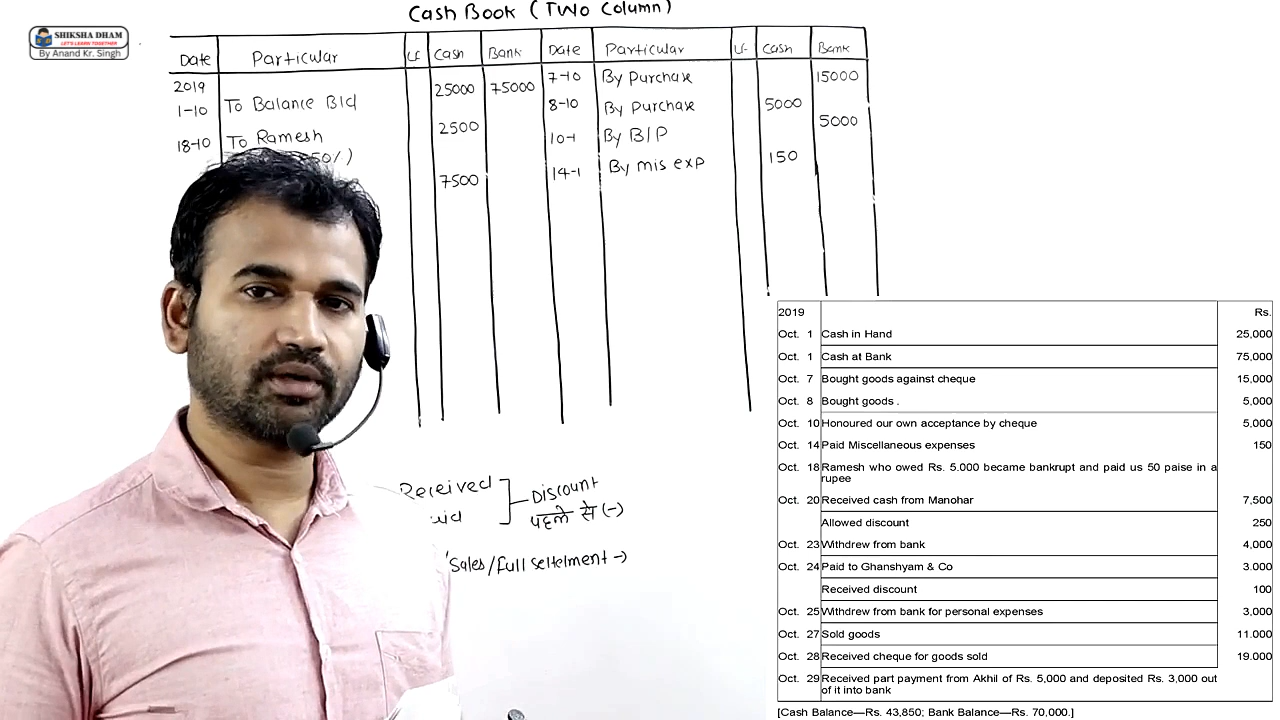 Cash Book (Two Column)
SHIKSHA DHAM
LET'S LEARN TOGETHER
By Anand Kr. Singh
Date Particular LF Cash Bank Date Particular LF Cash Bank
2019 25000 75000 7-10 By Purchase 15000
1-10 To Balance B/d 8-10 By Purchase 5000
18-10 To Ramesh 2500 10-1 By B/P 5000
50%)
7500 14-1 By mis exp 150
Received
Discount
पहले से (-)
Sales/Full Seltelment →
2019 Rs.
Oct. 1 Cash in Hand 25,000
Oct. 1 Cash at Bank 75,000
Oct. 7 Bought goods against cheque 15,000
Oct. 8 Bought goods . 5,000
Oct. 10 Honoured our own acceptance by cheque 5,000
Oct. 14 Paid Miscellaneous expenses 150
Oct. 18 Ramesh who owed Rs. 5.000 became bankrupt and paid us 50 paise in a
rupee
Oct. 20 Received cash from Manohar 7,500
Allowed discount 250
Oct. 23 Withdrew from bank 4,000
Oct. 24 Paid to Ghanshyam & Co 3.000
Received discount 100
Oct. 25 Withdrew from bank for personal expenses 3,000
Oct. 27 Sold goods 11.000
Oct. 28 Received cheque for goods sold 19.000
Oct. 29 Received part payment from Akhil of Rs. 5,000 and deposited Rs. 3,000 out
of it into bank
[Cash Balance—Rs. 43,850; Bank Balance—Rs. 70,000.]